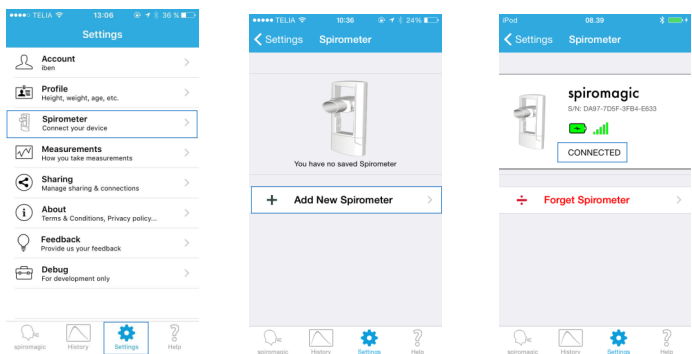 TELIA 13:06 36 %
Settings
Account
iben
Profile
Height, weight, age, etc.
Spirometer
Connect your device
Measurements
How you take measurements
Sharing
Manage sharing & connections
About
Terms & Conditions, Privacy policy...
Feedback
Provide us your feedback
Debug
For development only
spiromagic History Settings Help
TELIA 10:36 24%
Settings Spirometer
You have no saved Spirometer
+ Add New Spirometer
spiromagic History Settings Help
iPod 08.39
Settings Spirometer
spiromagic
S/N: DA97-7D5F-3FB4-E633
CONNECTED
÷ Forget Spirometer
spiromagic History Settings Help